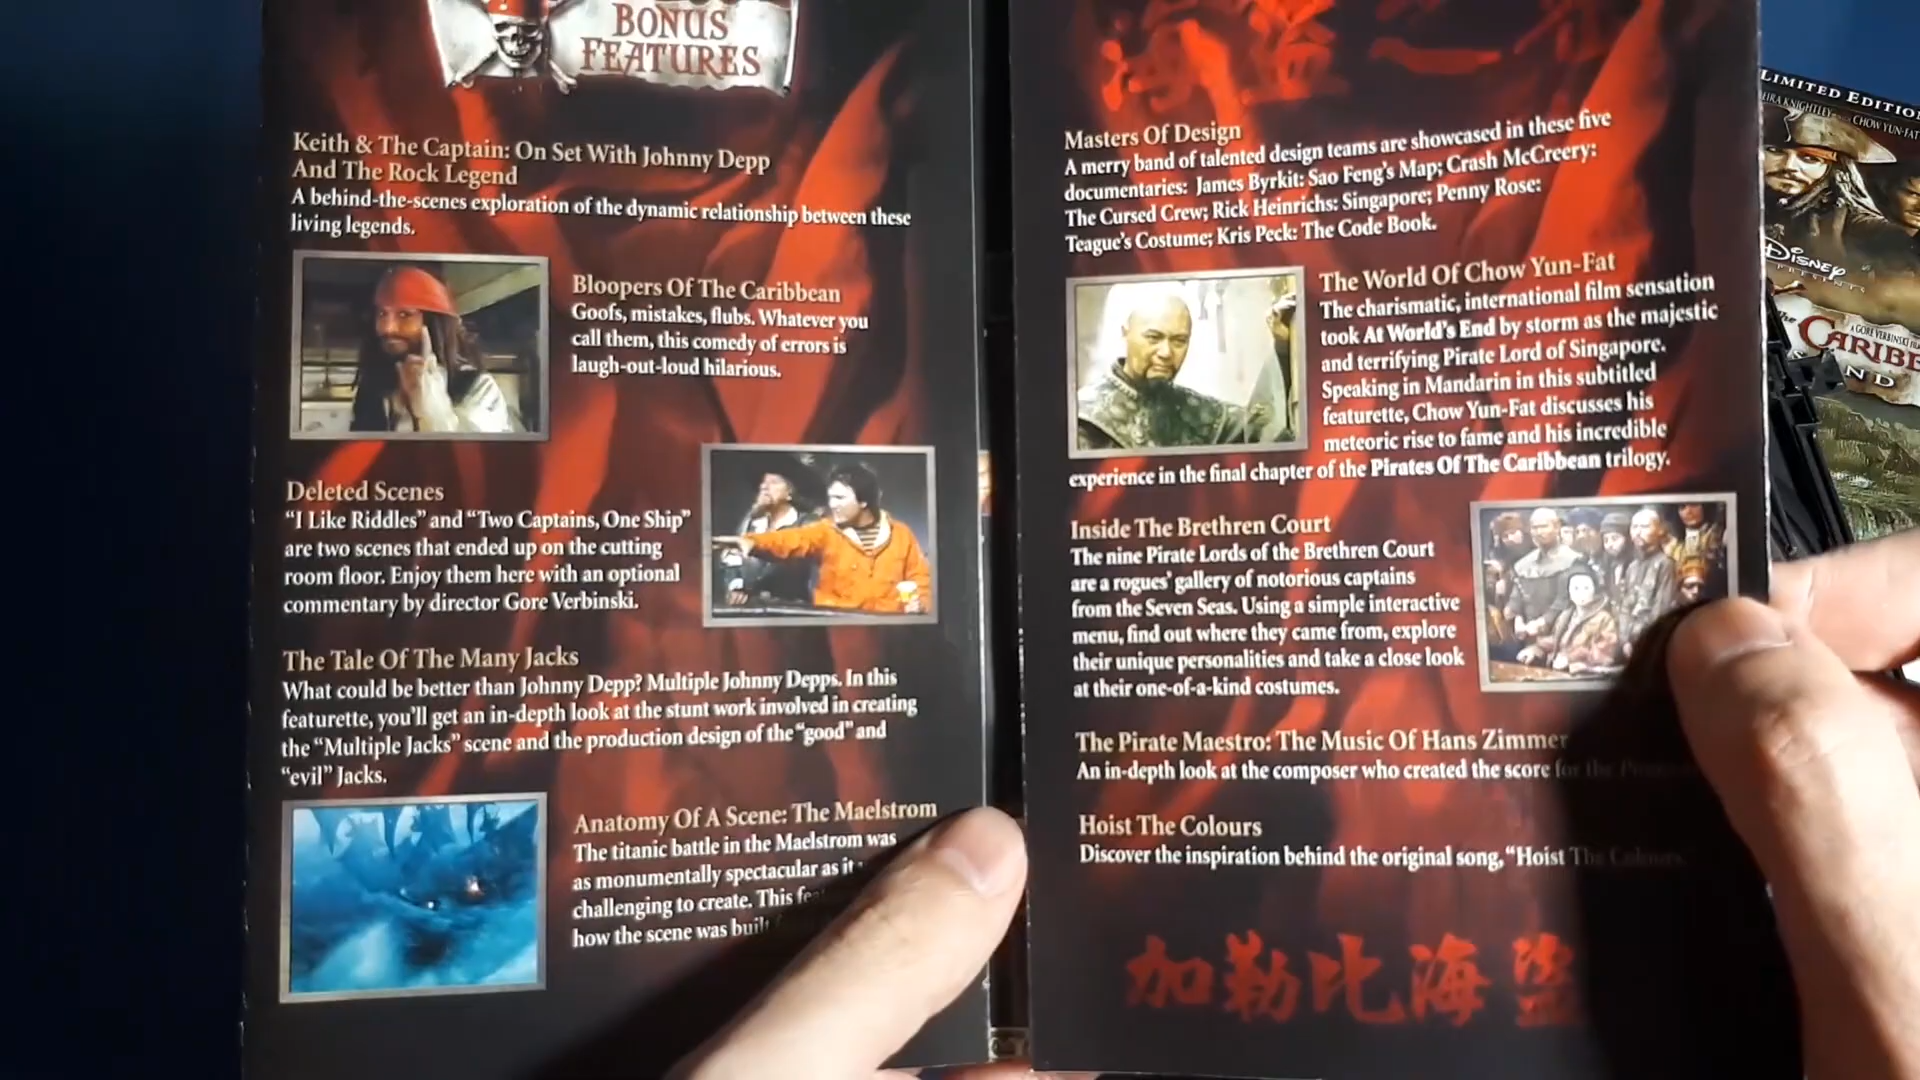 BONUS
FEATURES
Keith & The Captain: On Set With Johnny Depp
And The Rock Legend
A behind-the-scenes exploration of the dynamic relationship between these
living legends.
Bloopers Of The Caribbean
Goofs, mistakes, flubs. Whatever you
call them, this comedy of errors is
laugh-out-loud hilarious.
Deleted Scenes
“I Like Riddles” and “Two Captains, One Ship”
are two scenes that ended up on the cutting
room floor. Enjoy them here with an optional
commentary by director Gore Verbinski.
The Tale Of The Many Jacks
What could be better than Johnny Depp? Multiple Johnny Depps. In this
featurette, you’ll get an in-depth look at the stunt work involved in creating
the “Multiple Jacks” scene and the production design of the “good” and
“evil” Jacks.
Anatomy Of A Scene: The Maelstrom
The titanic battle in the Maelstrom was
as monumentally spectacular as it
challenging to create. This
how the scene was built
海盗
Masters Of Design
A merry band of talented design teams are showcased in these five
documentaries: James Byrkit: Sao Feng’s Map; Crash McCreery:
The Cursed Crew; Rick Heinrichs: Singapore; Penny Rose:
Teague’s Costume; Kris Peck: The Code Book.
The World Of Chow Yun-Fat
The charismatic, international film sensation
took At World’s End by storm as the majestic
and terrifying Pirate Lord of Singapore.
Speaking in Mandarin in this subtitled
featurette, Chow Yun-Fat discusses his
meteoric rise to fame and his incredible
experience in the final chapter of the Pirates Of The Caribbean trilogy.
Inside The Brethren Court
The nine Pirate Lords of the Brethren Court
are a rogues’ gallery of notorious captains
from the Seven Seas. Using a simple interactive
menu, find out where they came from, explore
their unique personalities and take a close look
at their one-of-a-kind costumes.
The Pirate Maestro: The Music Of Hans Zimmer
An in-depth look at the composer who created the score for the
Hoist The Colours
Discover the inspiration behind the original song, “Hoist The Colours
加勒比海盗
LIMITED EDITION
KEIRA KNIGHTLEY CHOW YUN-FAT
DISNEY
PRESENTS
A GORE VERBINSKI
The
CARIBBE
ND